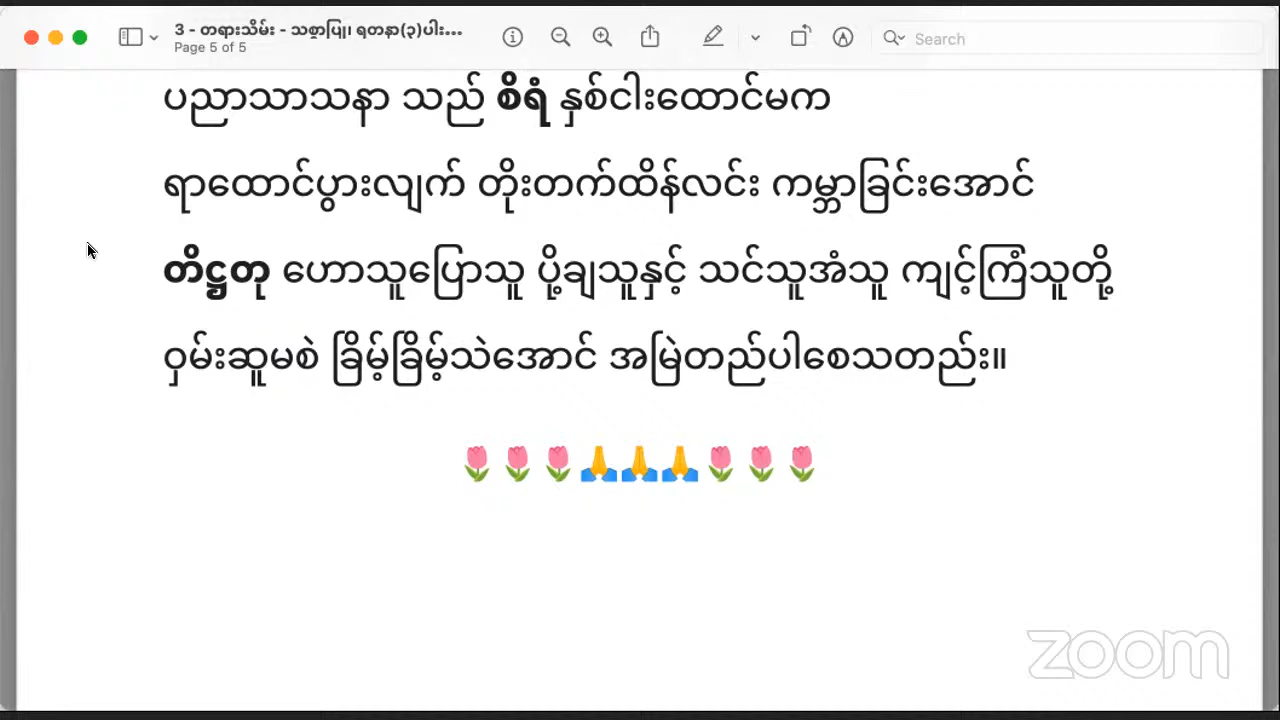 3 - တရားသိမ်း - သစ္စာပြု၊ ရတနာ(၃)ပါး...
Page 5 of 5
Search
ပညာသာသနာ သည် စိရံ နှစ်ငါးထောင်မက
ရာထောင်ပွားလျက် တိုးတက်ထိန်လင်း ကမ္ဘာခြင်းအောင်
တိဋ္ဌတု ဟောသူပြောသူ ပို့ချသူနှင့် သင်သူအံသူ ကျင့်ကြံသူတို့
ဝှမ်းဆူမစဲ ခြိမ့်ခြိမ့်သဲအောင် အမြဲတည်ပါစေသတည်း။
🌷🌷🌷🙏🙏🙏🌷🌷🌷
zoom